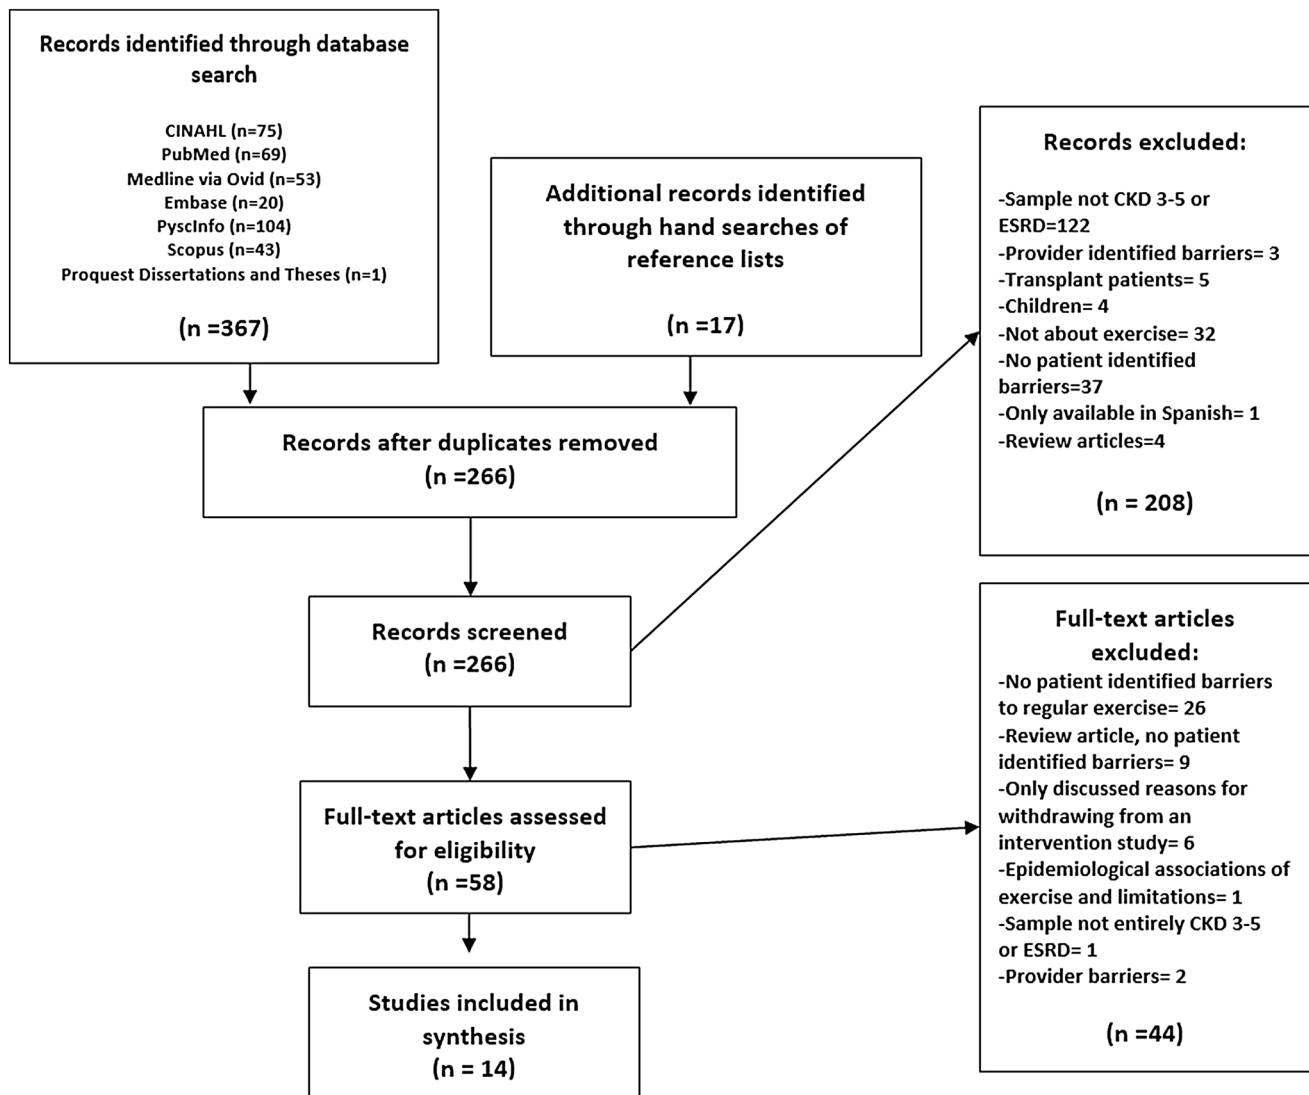 Records identified through database
search
CINAHL (n=75)
PubMed (n=69)
Medline via Ovid (n=53)
Embase (n=20)
PyscInfo (n=104)
Scopus (n=43)
Proquest Dissertations and Theses (n=1)
(n =367)
Additional records identified
through hand searches of
reference lists
(n =17)
Records after duplicates removed
(n =266)
Records screened
(n =266)
Records excluded:
-Sample not CKD 3-5 or
ESRD=122
-Provider identified barriers= 3
-Transplant patients= 5
-Children= 4
-Not about exercise= 32
-No patient identified
barriers=37
-Only available in Spanish= 1
-Review articles=4
(n = 208)
Full-text articles assessed
for eligibility
(n =58)
Full-text articles
excluded:
-No patient identified barriers
to regular exercise= 26
-Review article, no patient
identified barriers= 9
-Only discussed reasons for
withdrawing from an
intervention study= 6
-Epidemiological associations of
exercise and limitations= 1
-Sample not entirely CKD 3-5
or ESRD= 1
-Provider barriers= 2
(n =44)
Studies included in
synthesis
(n = 14)